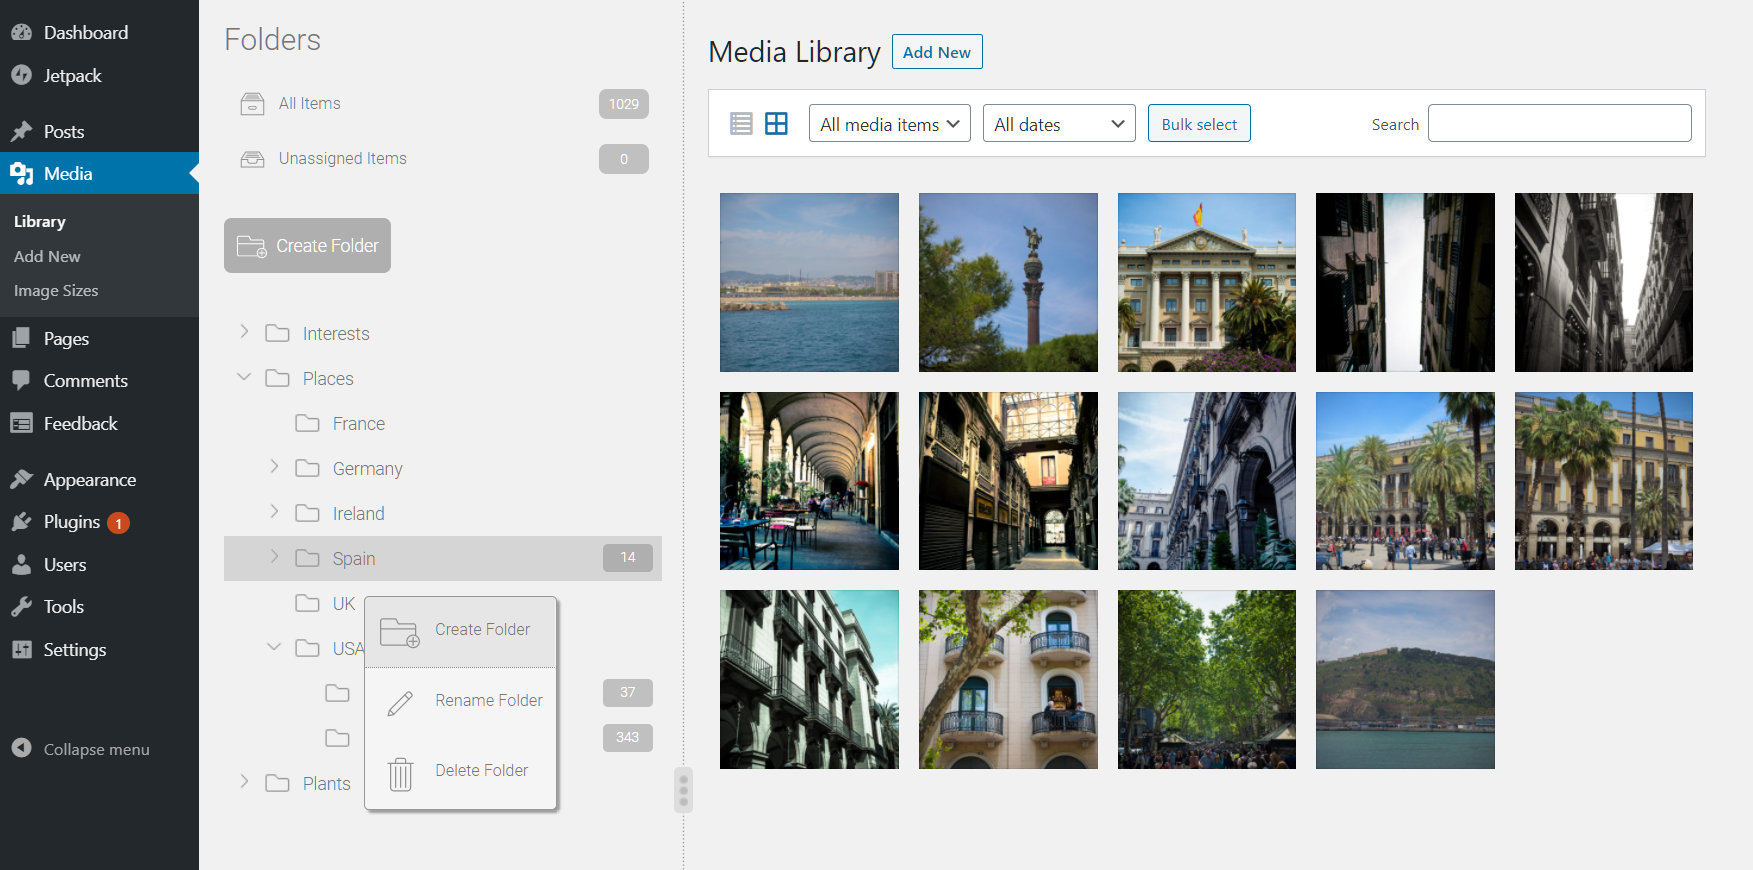 Dashboard
Jetpack
Posts
Media
Library
Add New
Image Sizes
Pages
Comments
Feedback
Appearance
Plugins 1
Users
Tools
Settings
Collapse menu
Folders
All Items 1029
Unassigned Items 0
Create Folder
Interests
Places
France
Germany
Ireland
Spain 14
UK
USA
37
343
Plants
Create Folder
Rename Folder
Delete Folder
Media Library Add New
All media items All dates Bulk select Search